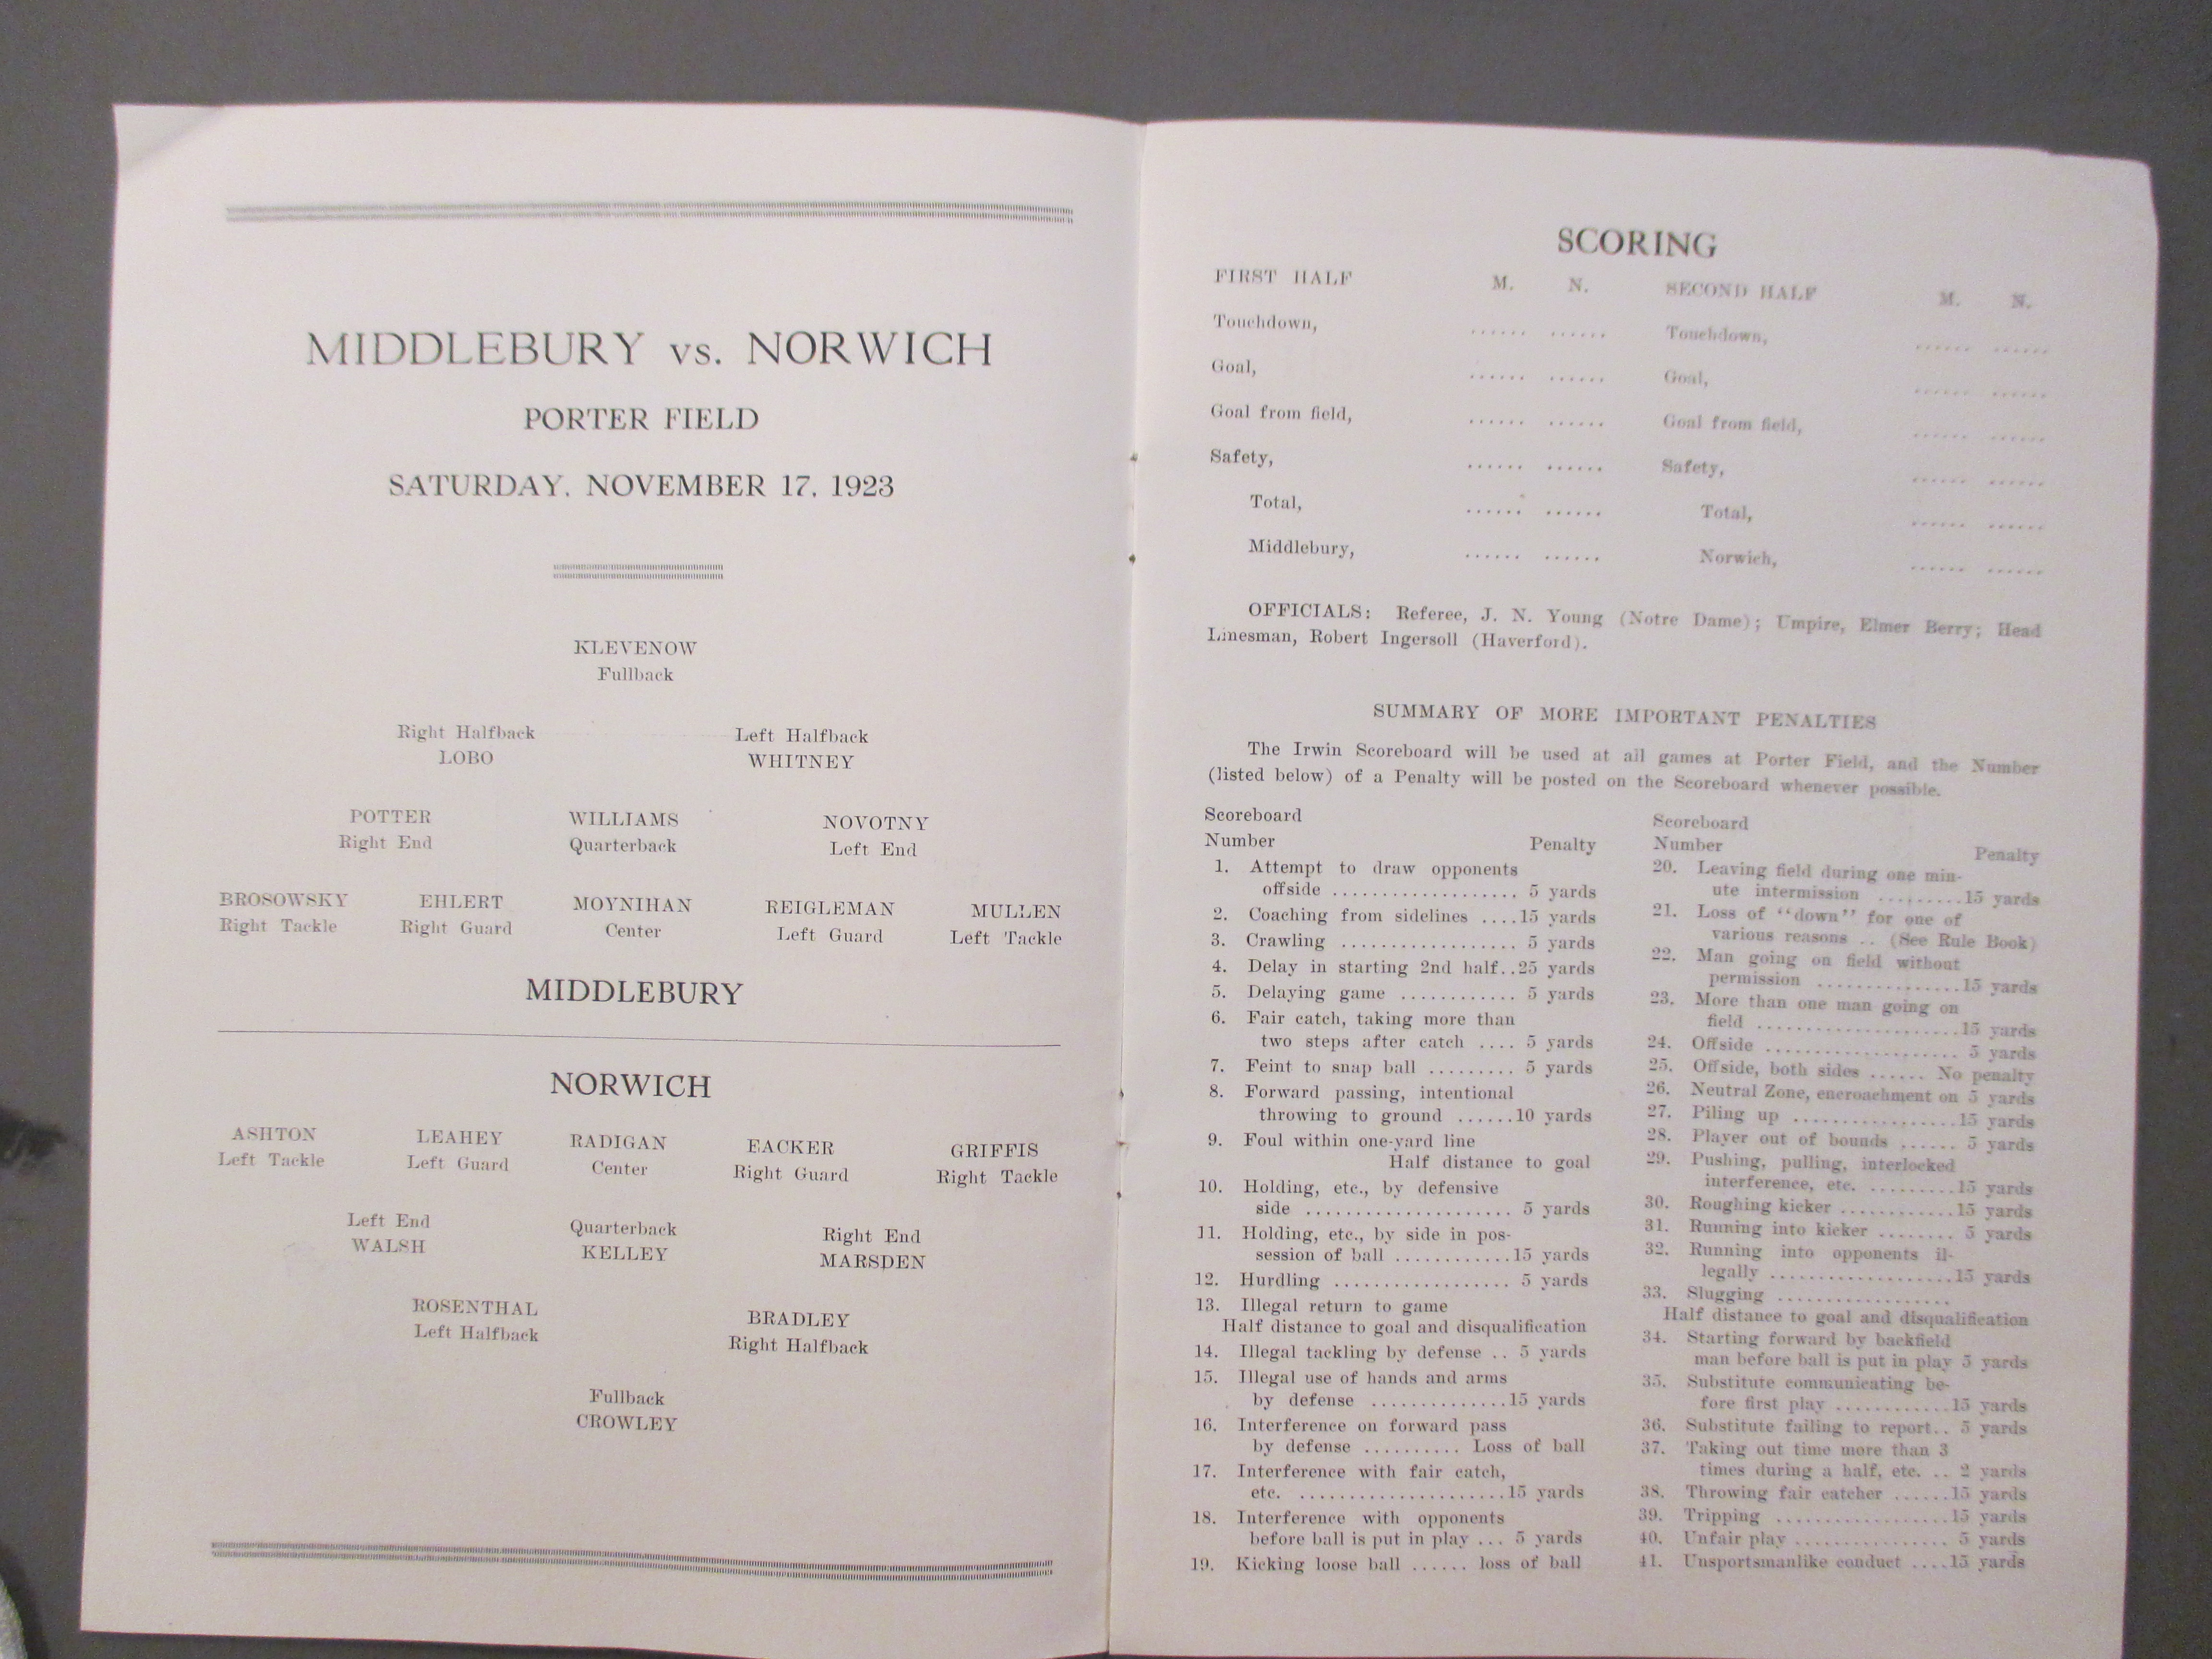 MIDDLEBURY vs. NORWICH
PORTER FIELD
SATURDAY, NOVEMBER 17, 1923
KLEVENOW
Fullback
Right Halfback Left Halfback
LOBO WHITNEY
POTTER WILLIAMS NOVOTNY
Right End Quarterback Left End
BROSOWSKY EHLERT MOYNIHAN REIGLEMAN MULLEN
Right Tackle Right Guard Center Left Guard Left Tackle
MIDDLEBURY
NORWICH
ASHTON LEAHEY RADIGAN EACKER GRIFFIS
Left Tackle Left Guard Center Right Guard Right Tackle
Left End Quarterback Right End
WALSH KELLEY MARSDEN
ROSENTHAL BRADLEY
Left Halfback Right Halfback
Fullback
CROWLEY
SCORING
FIRST HALF M. N. SECOND HALF M. N.
Touchdown, ...... ...... Touchdown, ...... ......
Goal, ...... ...... Goal, ...... ......
Goal from field, ...... ...... Goal from field, ...... ......
Safety, ...... ...... Safety, ...... ......
Total, ...... ...... Total, ...... ......
Middlebury, ...... ...... Norwich, ...... ......
OFFICIALS: Referee, J. N. Young (Notre Dame); Umpire, Elmer Berry; Head
Linesman, Robert Ingersoll (Haverford).
SUMMARY OF MORE IMPORTANT PENALTIES
The Irwin Scoreboard will be used at all games at Porter Field, and the Number
(listed below) of a Penalty will be posted on the Scoreboard whenever possible.
Scoreboard
Number Penalty
1. Attempt to draw opponents
offside ................... 5 yards
2. Coaching from sidelines ....15 yards
3. Crawling .................. 5 yards
4. Delay in starting 2nd half..25 yards
5. Delaying game ............ 5 yards
6. Fair catch, taking more than
two steps after catch .... 5 yards
7. Feint to snap ball ......... 5 yards
8. Forward passing, intentional
throwing to ground ......10 yards
9. Foul within one-yard line
Half distance to goal
10. Holding, etc., by defensive
side ..................... 5 yards
11. Holding, etc., by side in pos-
session of ball ............15 yards
12. Hurdling .................. 5 yards
13. Illegal return to game
Half distance to goal and disqualification
14. Illegal tackling by defense .. 5 yards
15. Illegal use of hands and arms
by defense ..............15 yards
16. Interference on forward pass
by defense .......... Loss of ball
17. Interference with fair catch,
etc. .....................15 yards
18. Interference with opponents
before ball is put in play ... 5 yards
19. Kicking loose ball ...... loss of ball
Scoreboard
Number Penalty
20. Leaving field during one min-
ute intermission .........15 yards
21. Loss of "down" for one of
various reasons .. (See Rule Book)
22. Man going on field without
permission ...............15 yards
23. More than one man going on
field ....................15 yards
24. Offside ................... 5 yards
25. Offside, both sides ...... No penalty
26. Neutral Zone, encroachment on 5 yards
27. Piling up .................15 yards
28. Player out of bounds ...... 5 yards
29. Pushing, pulling, interlocked
interference, etc. .........15 yards
30. Roughing kicker ............15 yards
31. Running into kicker ........ 5 yards
32. Running into opponents il-
legally ...................15 yards
33. Slugging ..................
Half distance to goal and disqualification
34. Starting forward by backfield
man before ball is put in play 5 yards
35. Substitute communicating be-
fore first play ............15 yards
36. Substitute failing to report.. 5 yards
37. Taking out time more than 3
times during a half, etc. .. 2 yards
38. Throwing fair catcher ......15 yards
39. Tripping ..................15 yards
40. Unfair play ................ 5 yards
41. Unsportsmanlike conduct ....15 yards